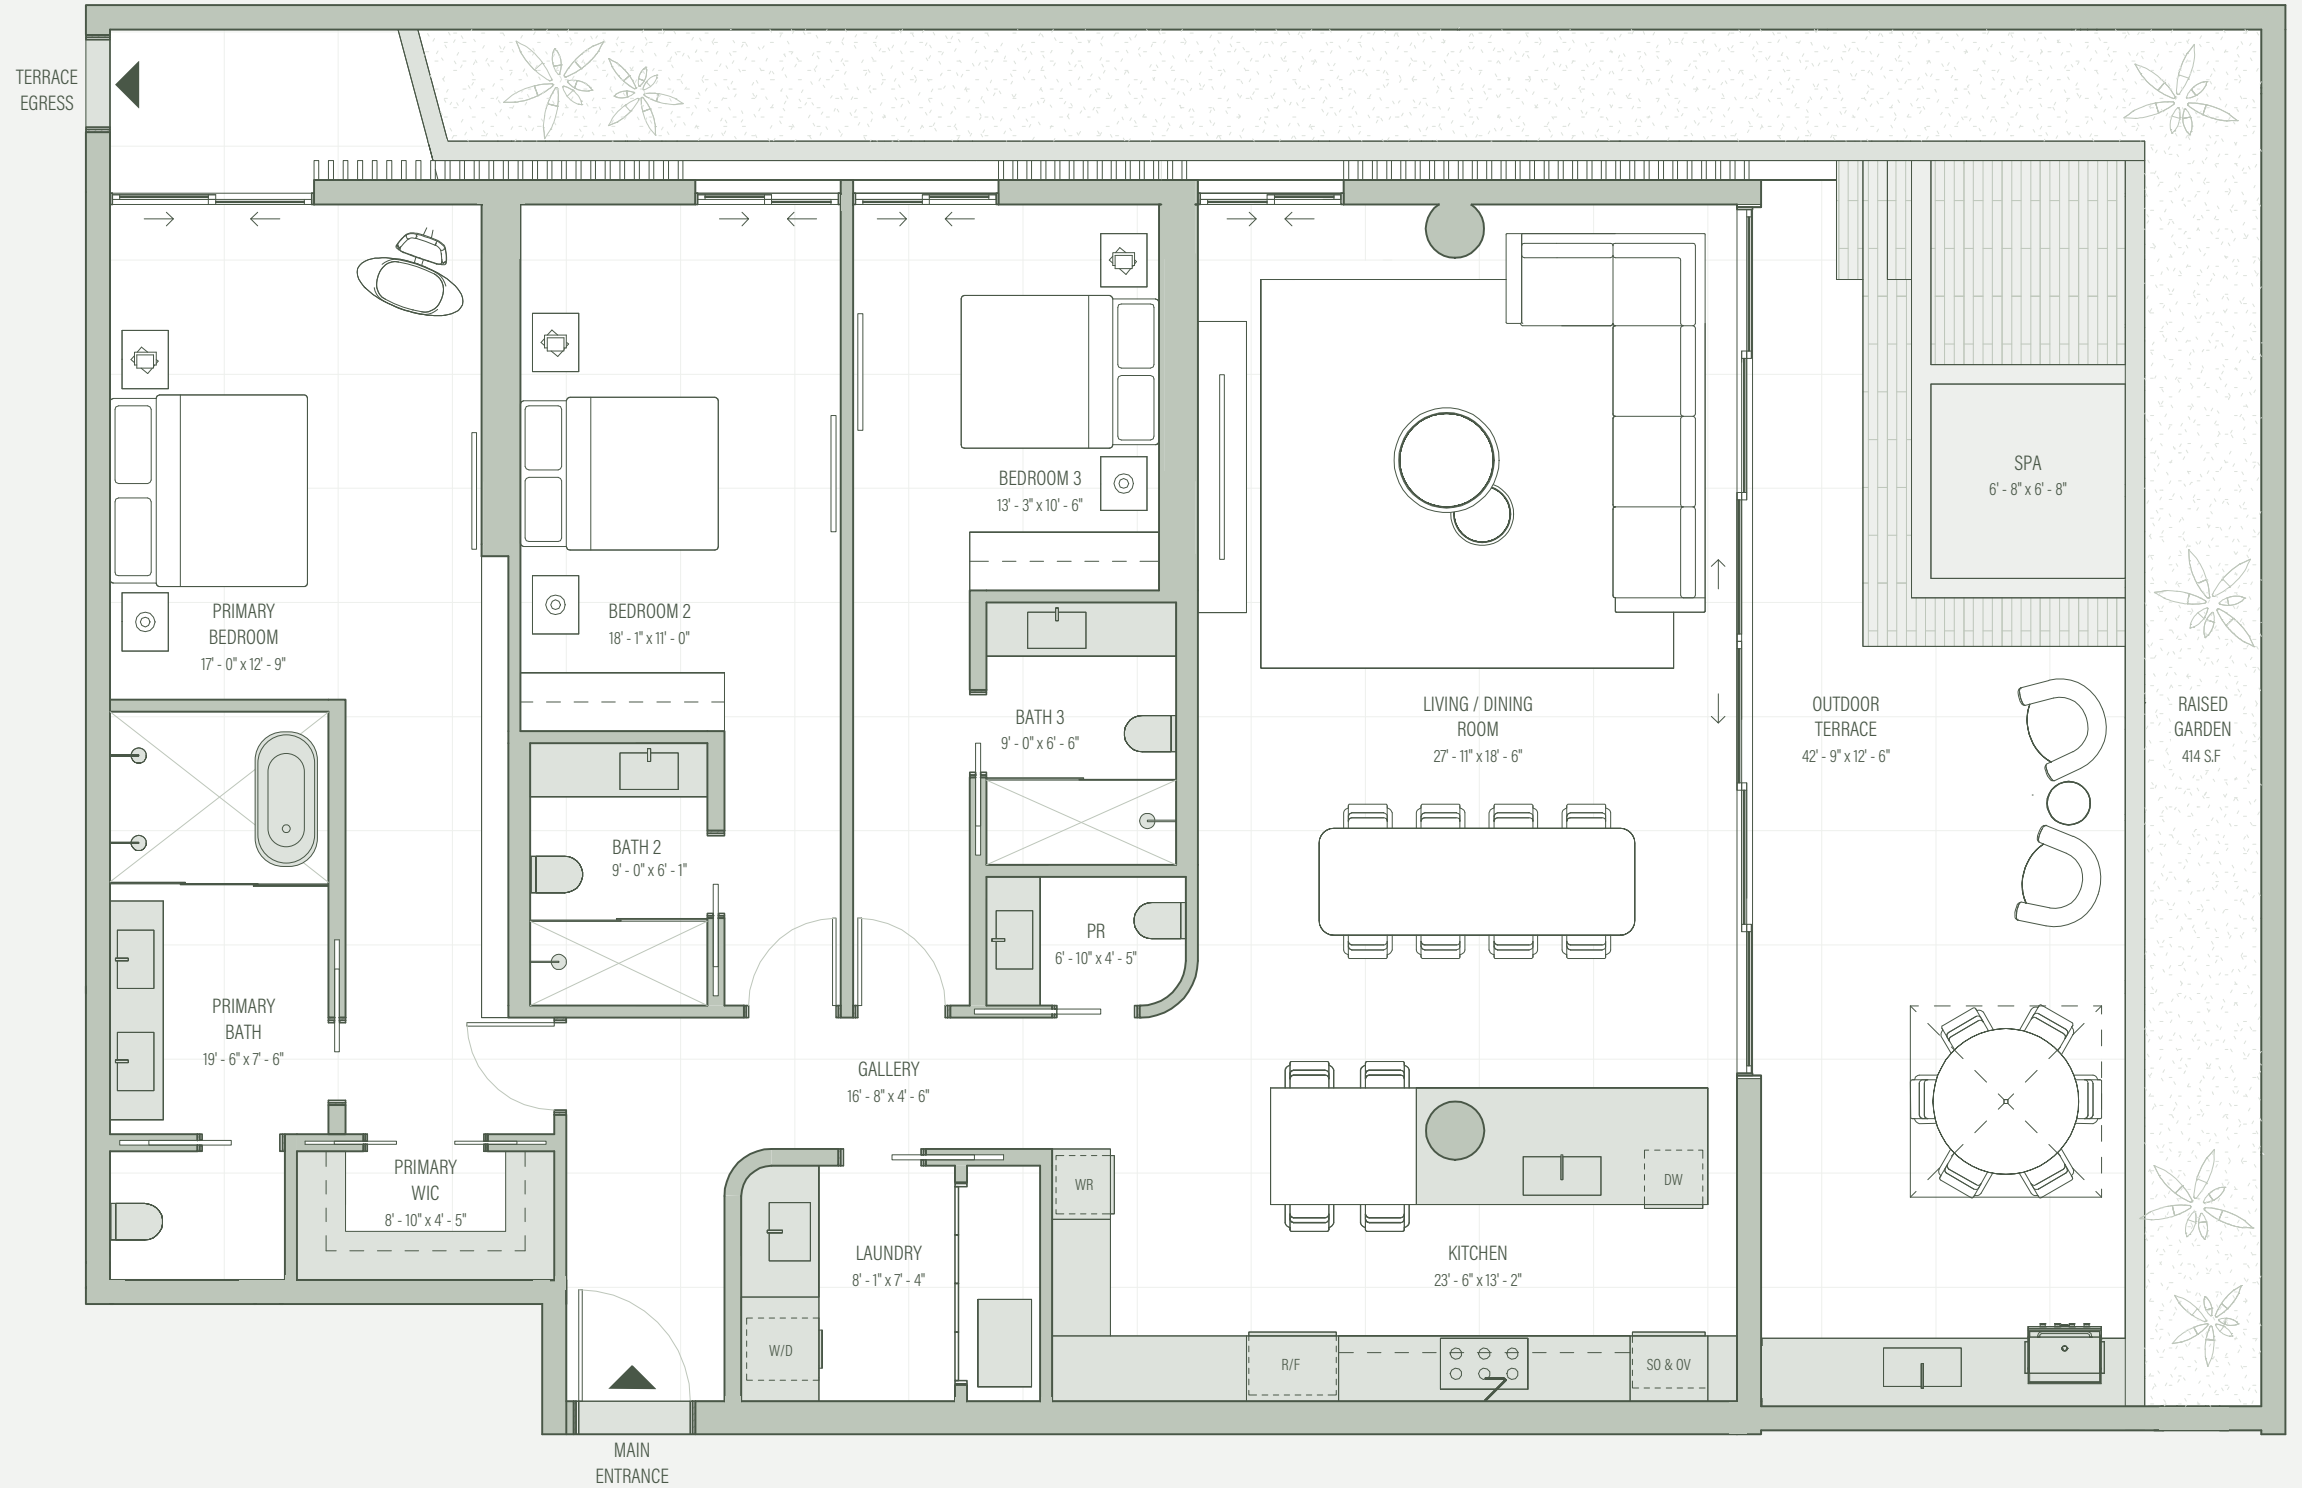 TERRACE
EGRESS
PRIMARY
BEDROOM
17' - 0" x 12' - 9"
BEDROOM 2
18' - 1" x 11' - 0"
BEDROOM 3
13' - 3" x 10' - 6"
SPA
6' - 8" x 6' - 8"
BATH 3
9' - 0" x 6' - 6"
LIVING / DINING
ROOM
27' - 11" x 18' - 6"
OUTDOOR
TERRACE
42' - 9" x 12' - 6"
RAISED
GARDEN
414 S.F
BATH 2
9' - 0" x 6' - 1"
PR
6' - 10" x 4' - 5"
PRIMARY
BATH
19' - 6" x 7' - 6"
GALLERY
16' - 8" x 4' - 6"
PRIMARY
WIC
8' - 10" x 4' - 5"
WR
DW
LAUNDRY
8' - 1" x 7' - 4"
KITCHEN
23' - 6" x 13' - 2"
W/D
R/F
SO & OV
MAIN
ENTRANCE